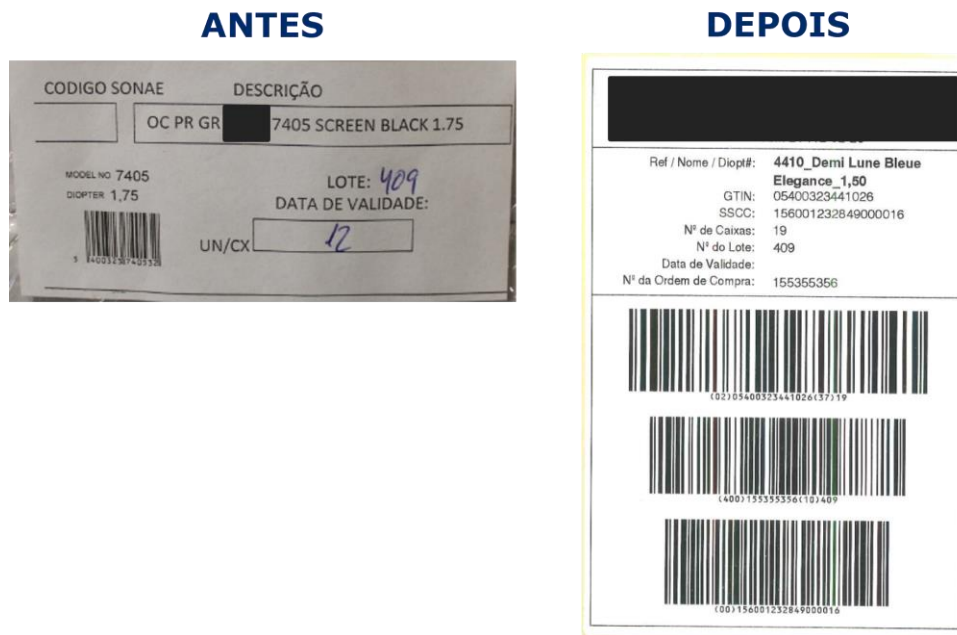 ANTES
DEPOIS
CODIGO SONAE
DESCRIÇÃO
OC PR GR 7405 SCREEN BLACK 1.75
MODEL NO 7405
DIOPTER 1,75
LOTE: 409
DATA DE VALIDADE:
UN/CX 12
5 400323874053
Ref / Nome / Diopt#: 4410_Demi Lune Bleue
Elegance_1,50
GTIN: 05400323441026
SSCC: 156001232849000016
Nº de Caixas: 19
Nº do Lote: 409
Data de Validade:
Nº da Ordem de Compra: 155355356
(02)05400323441026(37)19
(400)155355356(10)409
(00)156001232849000016